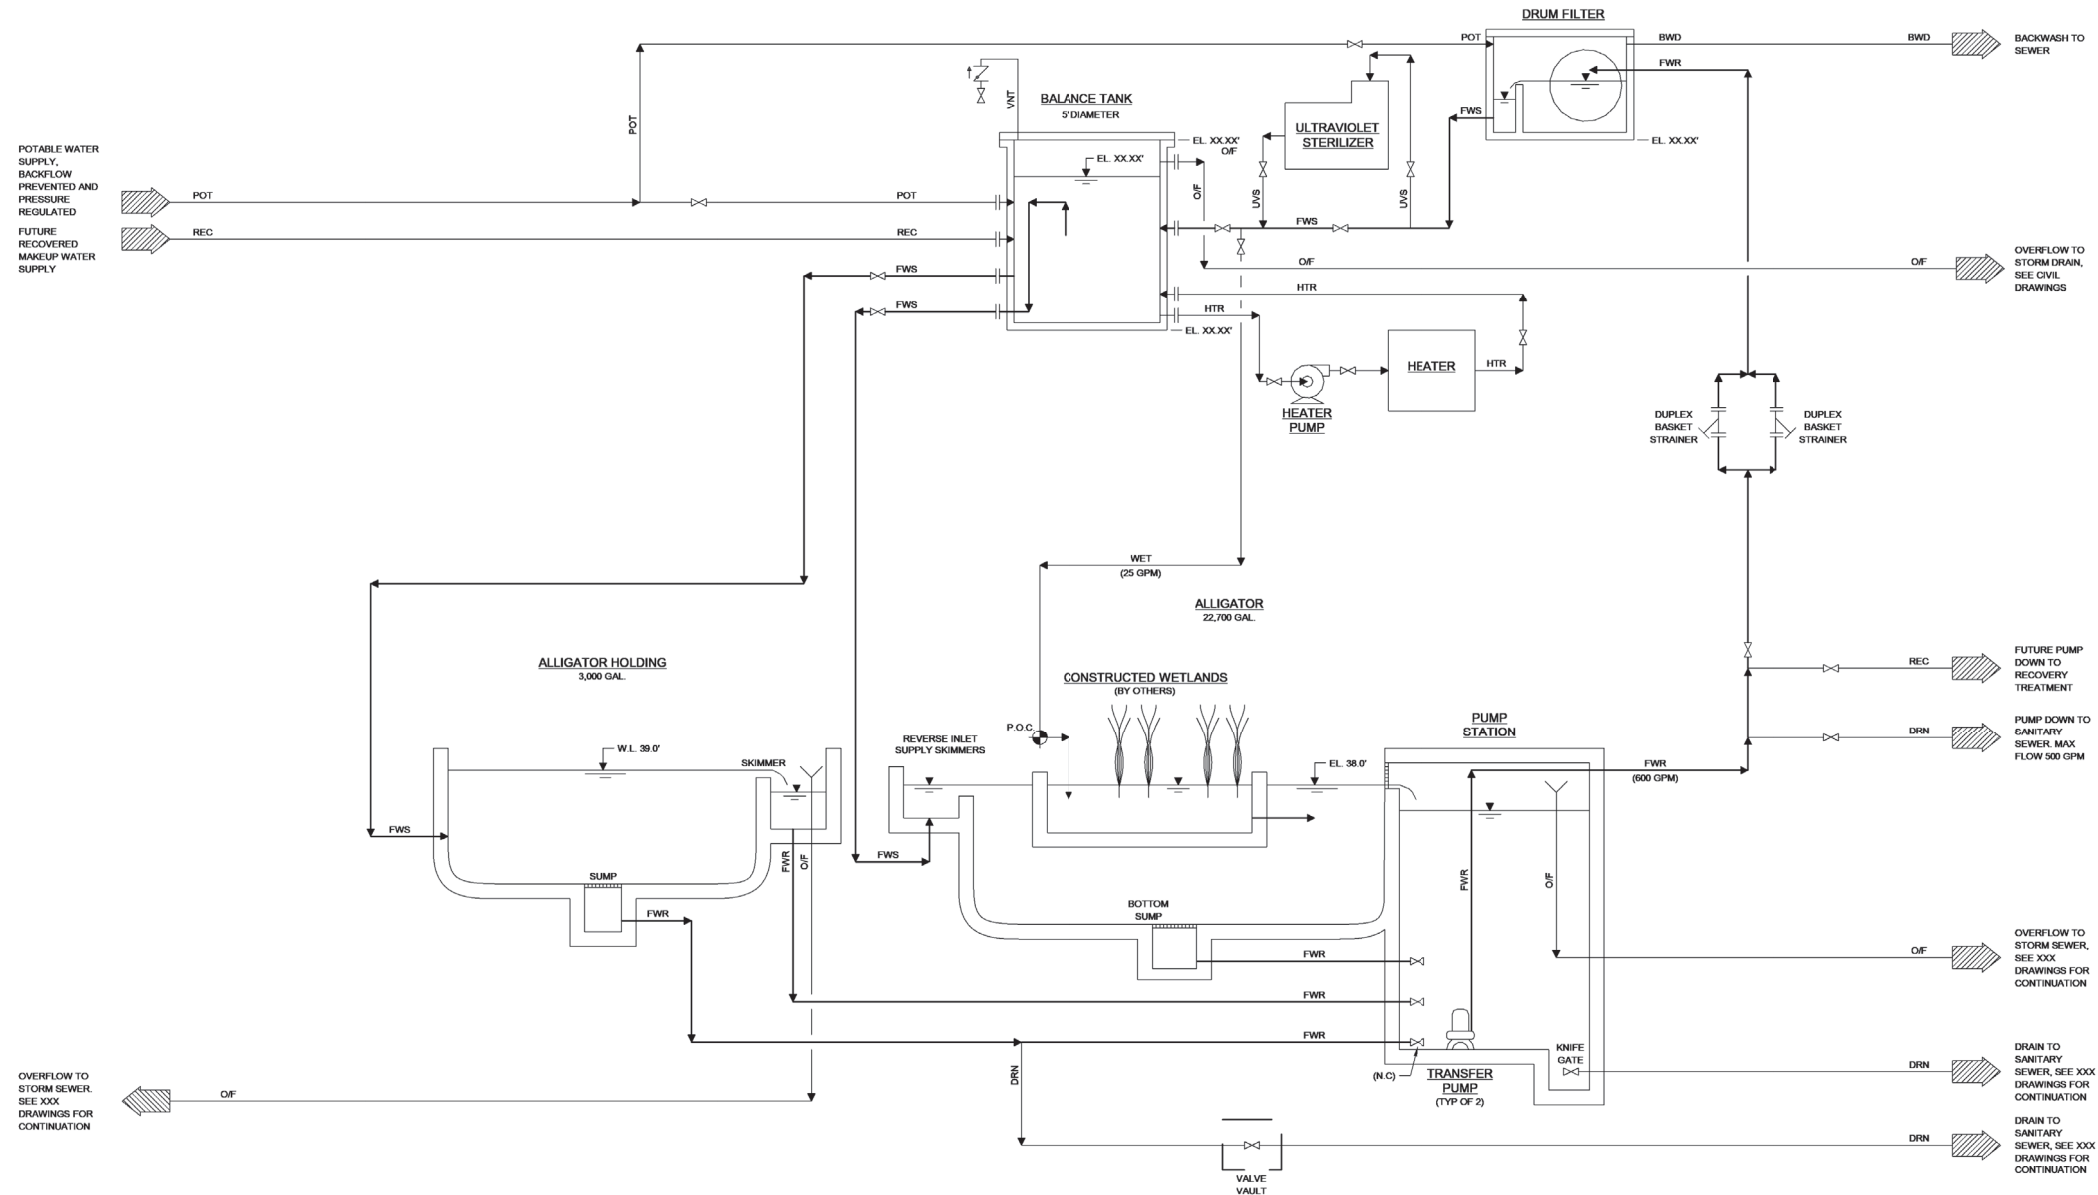 DRUM FILTER
POT
BWD
BWD
BACKWASH TO
SEWER
FWR
VNT
BALANCE TANK
5' DIAMETER
POT
ULTRAVIOLET
STERILIZER
FWS
EL. XX.XX'
O/F
EL. XX.XX'
EL. XX.XX'
POTABLE WATER
SUPPLY,
BACKFLOW
PREVENTED AND
PRESSURE
REGULATED
POT
POT
O/F
UVS
UVS
FWS
FUTURE
RECOVERED
MAKEUP WATER
SUPPLY
REC
REC
OVERFLOW TO
STORM DRAIN,
SEE CIVIL
DRAWINGS
O/F
O/F
FWS
HTR
FWS
HTR
EL. XX.XX'
HEATER
HTR
HEATER
PUMP
DUPLEX
BASKET
STRAINER
DUPLEX
BASKET
STRAINER
WET
(25 GPM)
ALLIGATOR
22,700 GAL.
ALLIGATOR HOLDING
3,000 GAL.
CONSTRUCTED WETLANDS
(BY OTHERS)
REC
FUTURE PUMP
DOWN TO
RECOVERY
TREATMENT
PUMP
STATION
P.O.C.
REVERSE INLET
SUPPLY SKIMMERS
DRN
PUMP DOWN TO
SANITARY
SEWER. MAX
FLOW 500 GPM
W.L. 39.0'
SKIMMER
EL. 38.0'
FWR
(600 GPM)
FWS
FWR
O/F
FWS
SUMP
FWR
O/F
BOTTOM
SUMP
FWR
FWR
O/F
OVERFLOW TO
STORM SEWER,
SEE XXX
DRAWINGS FOR
CONTINUATION
FWR
FWR
KNIFE
GATE
(N.C)
TRANSFER
PUMP
(TYP OF 2)
DRN
DRAIN TO
SANITARY
SEWER, SEE XXX
DRAWINGS FOR
CONTINUATION
DRN
OVERFLOW TO
STORM SEWER.
SEE XXX
DRAWINGS FOR
CONTINUATION
O/F
DRN
DRAIN TO
SANITARY
SEWER, SEE XXX
DRAWINGS FOR
CONTINUATION
VALVE
VAULT